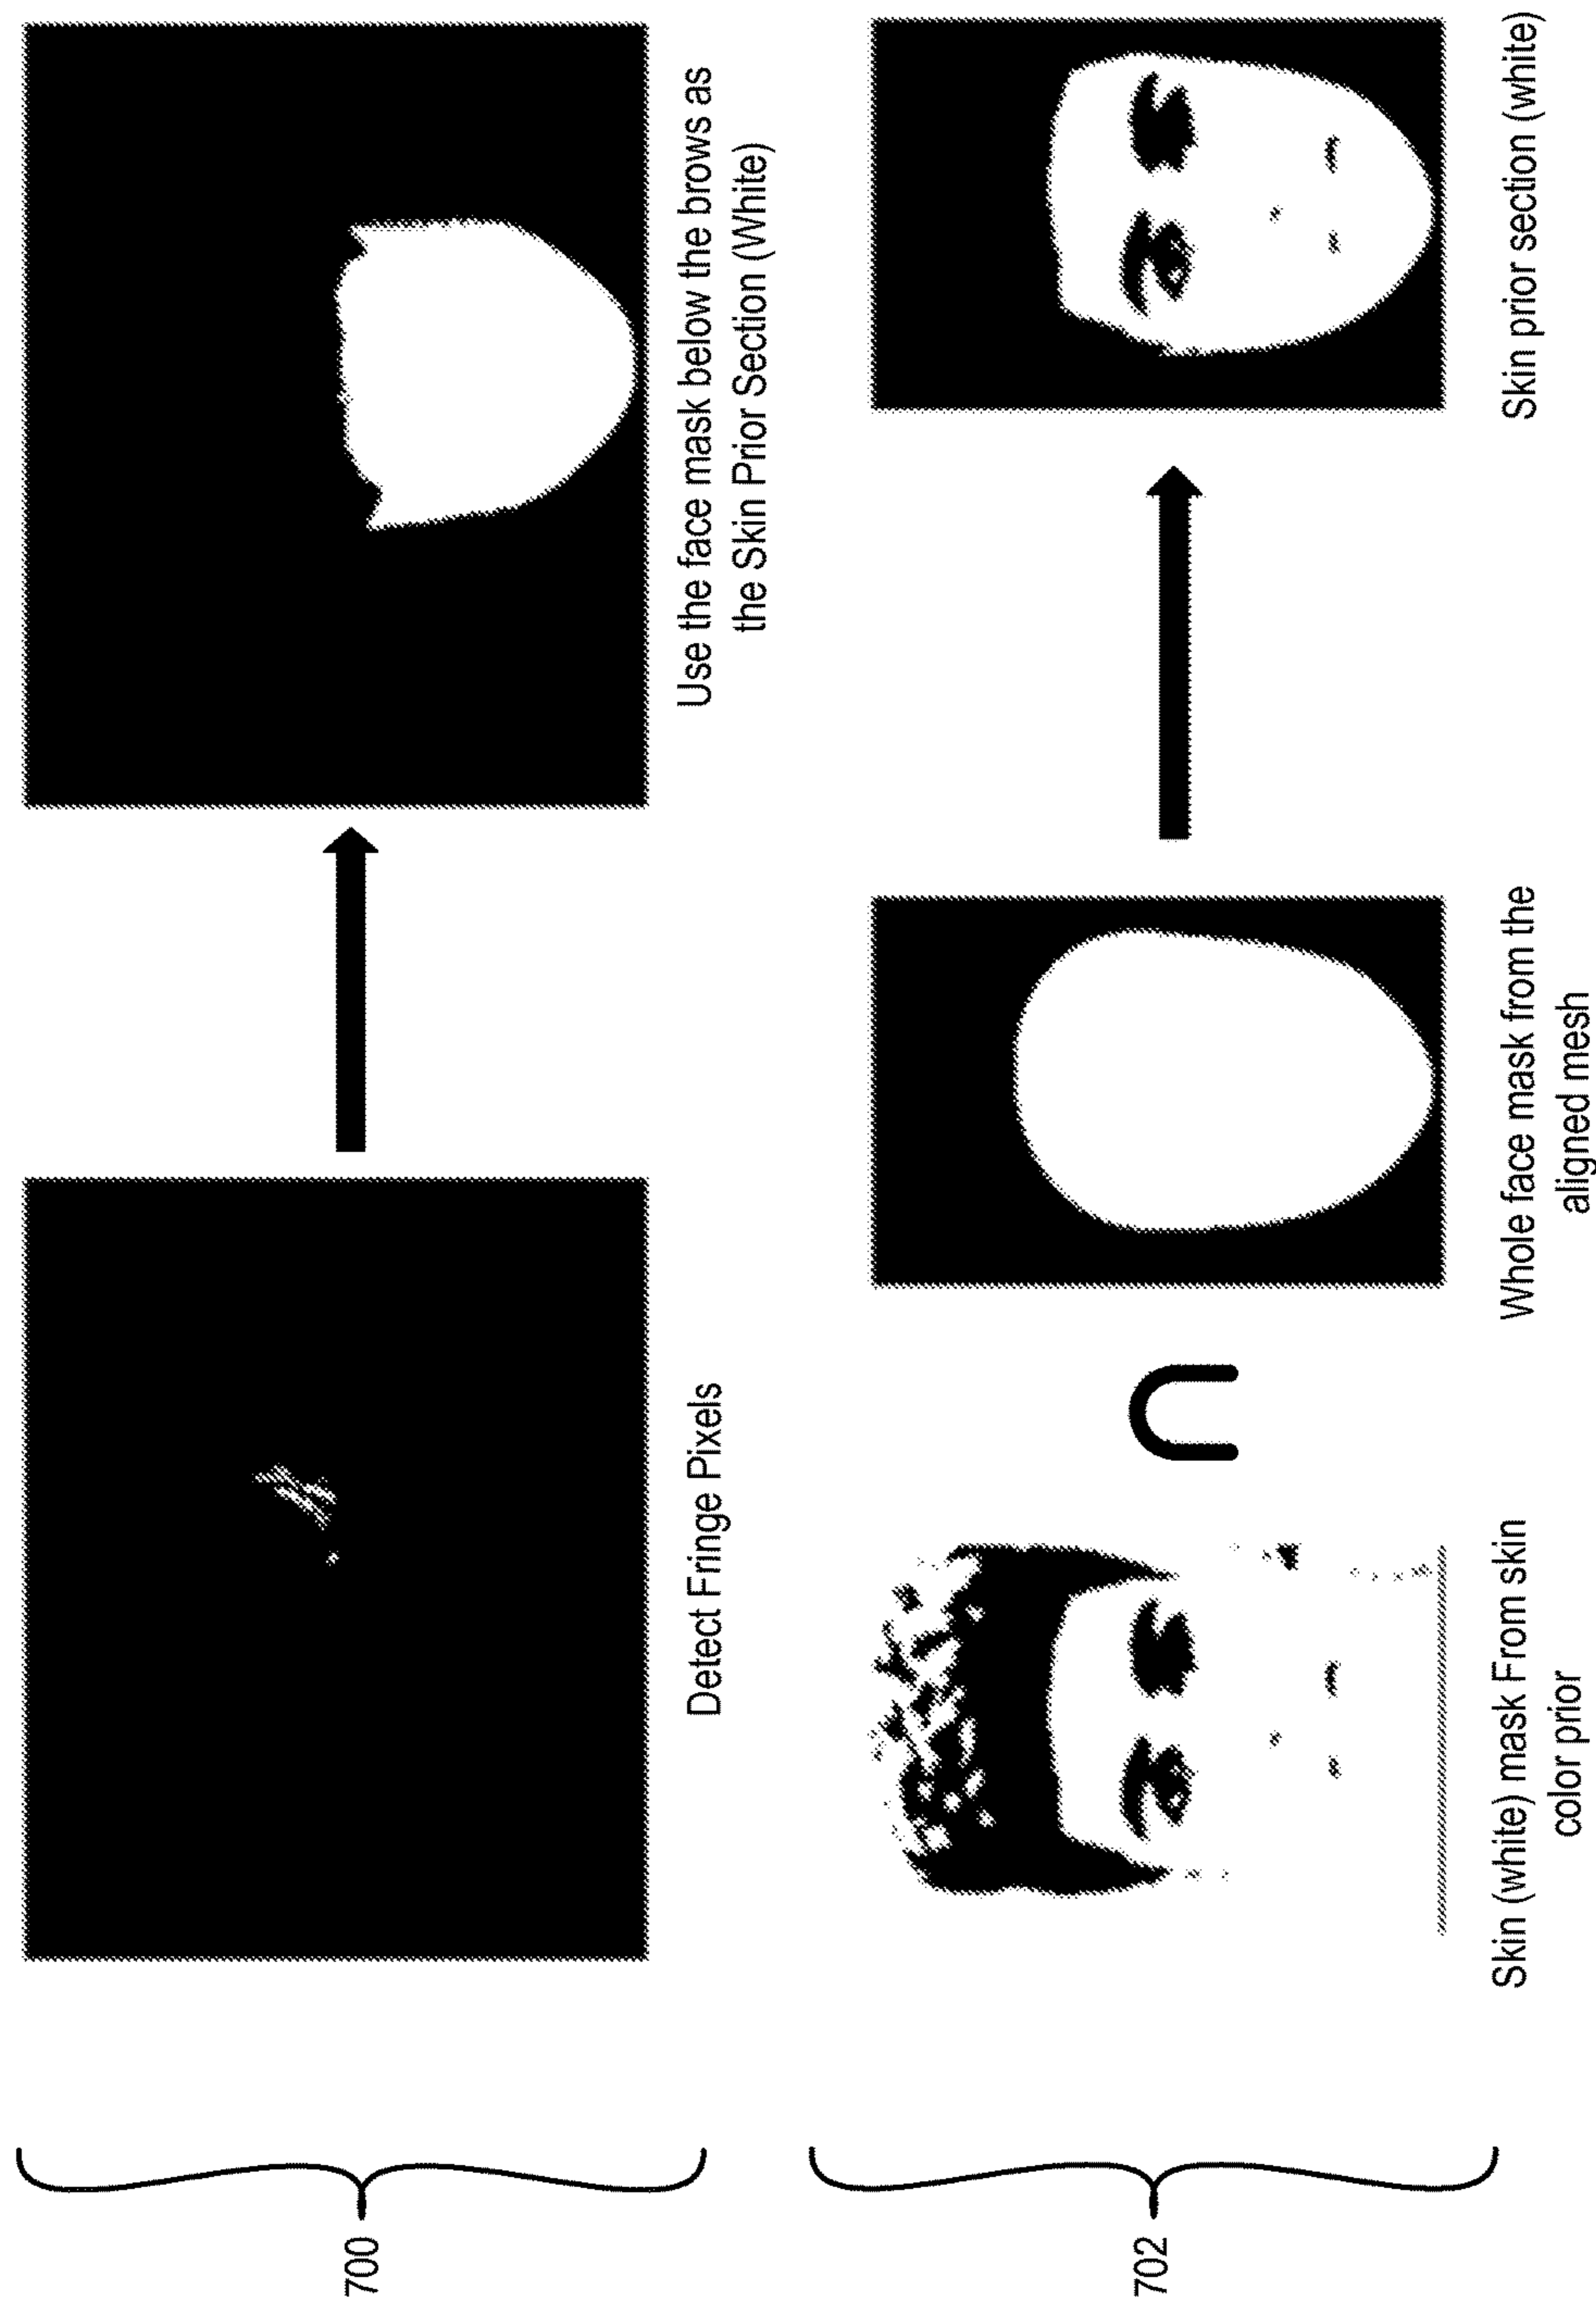 700
Detect Fringe Pixels
Use the face mask below the brows as
the Skin Prior Section (White)
702
Skin (white) mask From skin
color prior
Whole face mask from the
aligned mesh
Skin prior section (white)